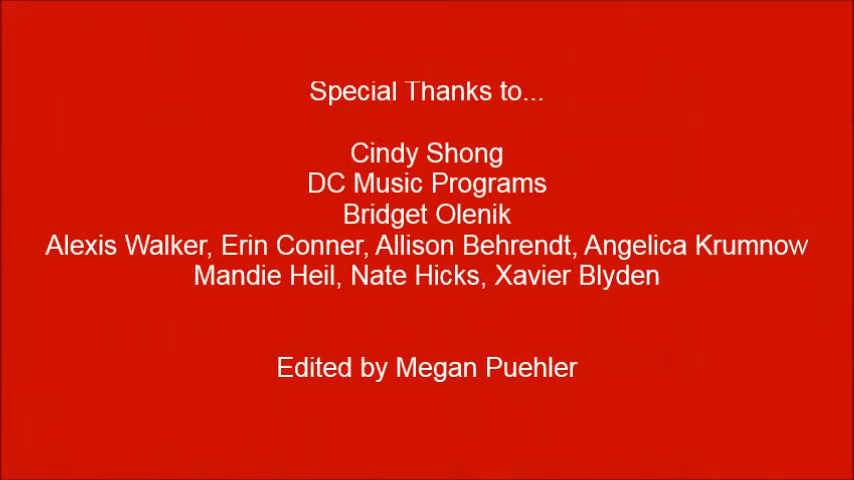 Special Thanks to...
Cindy Shong
DC Music Programs
Bridget Olenik
Alexis Walker, Erin Conner, Allison Behrendt, Angelica Krumnow
Mandie Heil, Nate Hicks, Xavier Blyden
Edited by Megan Puehler